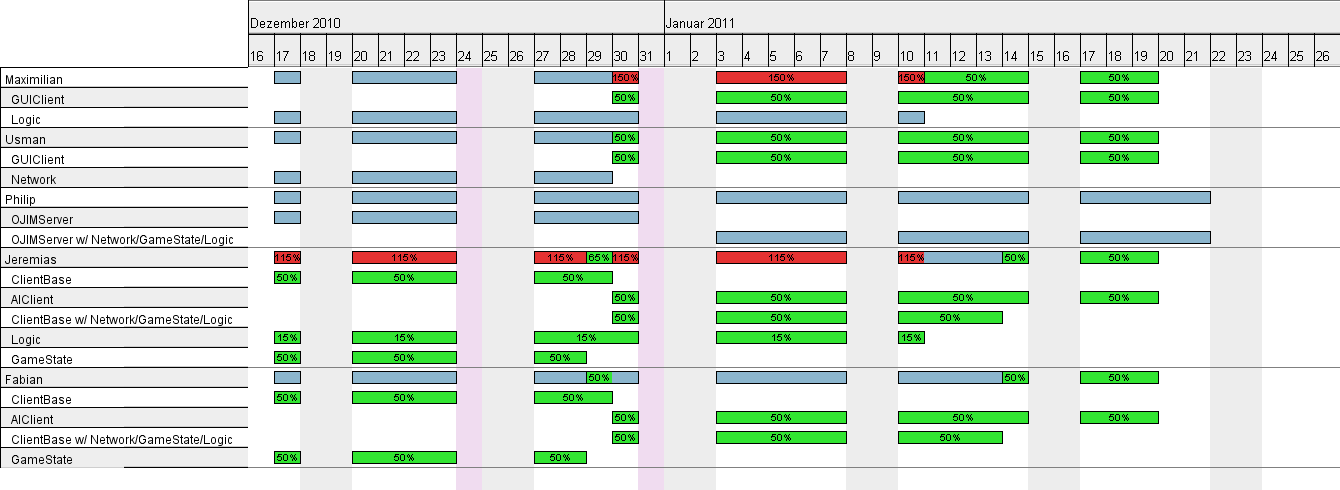 Dezember 2010 Januar 2011
16 17 18 19 20 21 22 23 24 25 26 27 28 29 30 31 1 2 3 4 5 6 7 8 9 10 11 12 13 14 15 16 17 18 19 20 21 22 23 24 25 26
Maximilian 150% 150% 150% 50% 50%
GUIClient 50% 50% 50% 50%
Logic
Usman 50% 50% 50% 50%
GUIClient 50% 50% 50% 50%
Network
Philip
OJIMServer
OJIMServer w/ Network/GameState/Logic
Jeremias 115% 115% 115% 65% 115% 115% 115% 50% 50%
ClientBase 50% 50% 50%
AIClient 50% 50% 50% 50%
ClientBase w/ Network/GameState/Logic 50% 50% 50%
Logic 15% 15% 15% 15% 15%
GameState 50% 50% 50%
Fabian 50% 50% 50%
ClientBase 50% 50% 50%
AIClient 50% 50% 50% 50%
ClientBase w/ Network/GameState/Logic 50% 50% 50%
GameState 50% 50% 50%